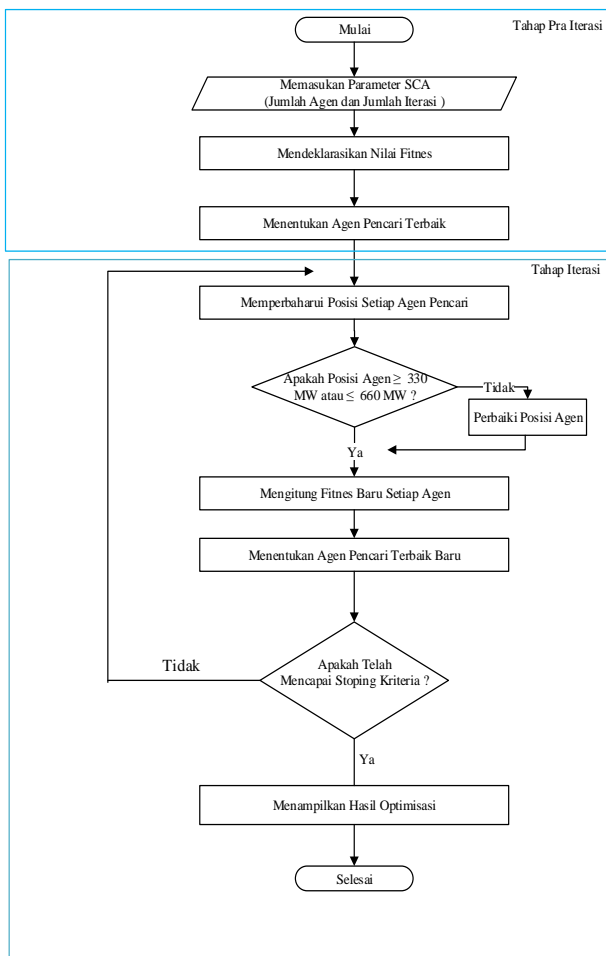 Mulai
Tahap Pra Iterasi
Memasukan Parameter SCA
(Jumlah Agen dan Jumlah Iterasi )
Mendeklarasikan Nilai Fitnes
Menentukan Agen Pencari Terbaik
Tahap Iterasi
Memperbaharui Posisi Setiap Agen Pencari
Apakah Posisi Agen ≥ 330
MW atau ≤ 660 MW ?
Tidak
Perbaiki Posisi Agen
Ya
Mengitung Fitnes Baru Setiap Agen
Menentukan Agen Pencari Terbaik Baru
Apakah Telah
Mencapai Stoping Kriteria ?
Tidak
Ya
Menampilkan Hasil Optimisasi
Selesai